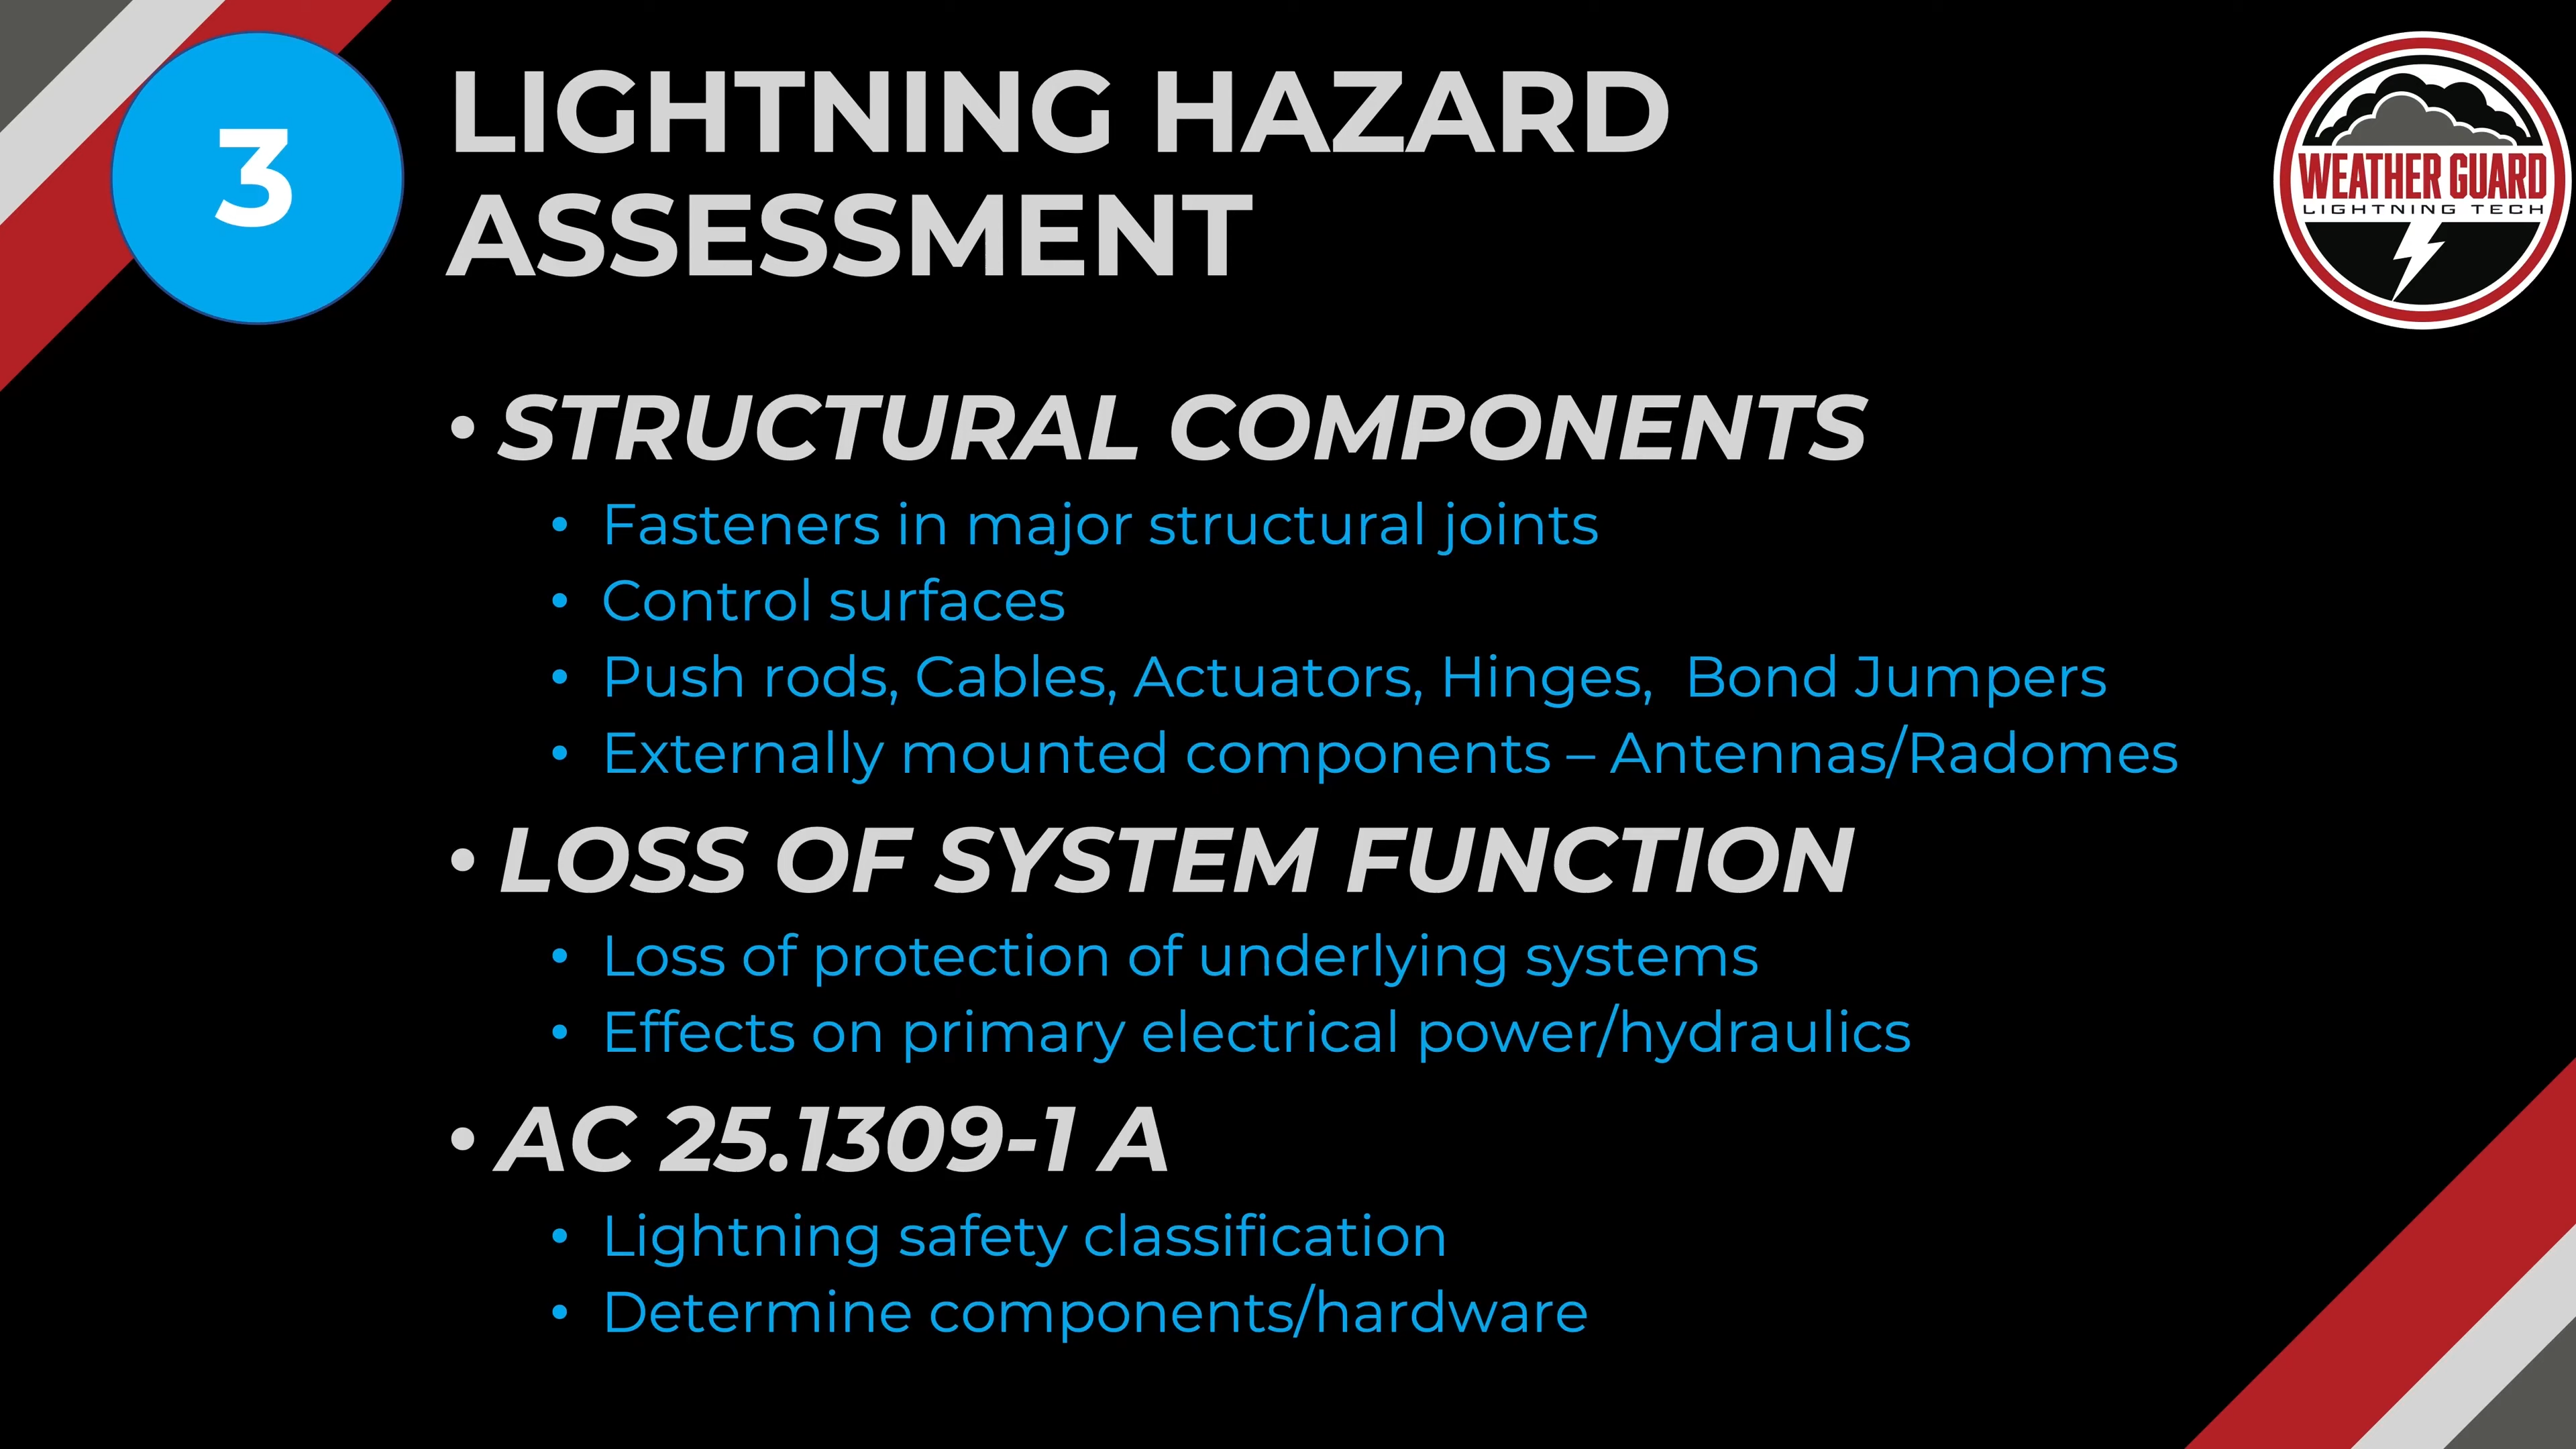 3
LIGHTNING HAZARD
ASSESSMENT
WEATHER GUARD
LIGHTNING TECH
• STRUCTURAL COMPONENTS
• Fasteners in major structural joints
• Control surfaces
• Push rods, Cables, Actuators, Hinges,  Bond Jumpers
• Externally mounted components – Antennas/Radomes
• LOSS OF SYSTEM FUNCTION
• Loss of protection of underlying systems
• Effects on primary electrical power/hydraulics
• AC 25.1309-1 A
• Lightning safety classification
• Determine components/hardware